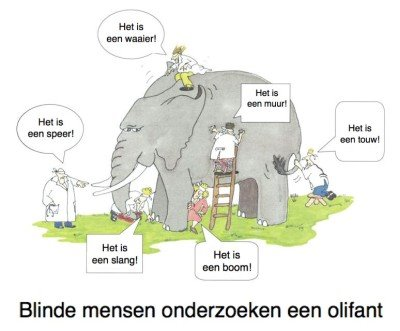 Het is
een waaier!
Het is
een muur!
Het is
een speer!
Het is
een touw!
Het is
een slang!
Het is
een boom!
Blinde mensen onderzoeken een olifant